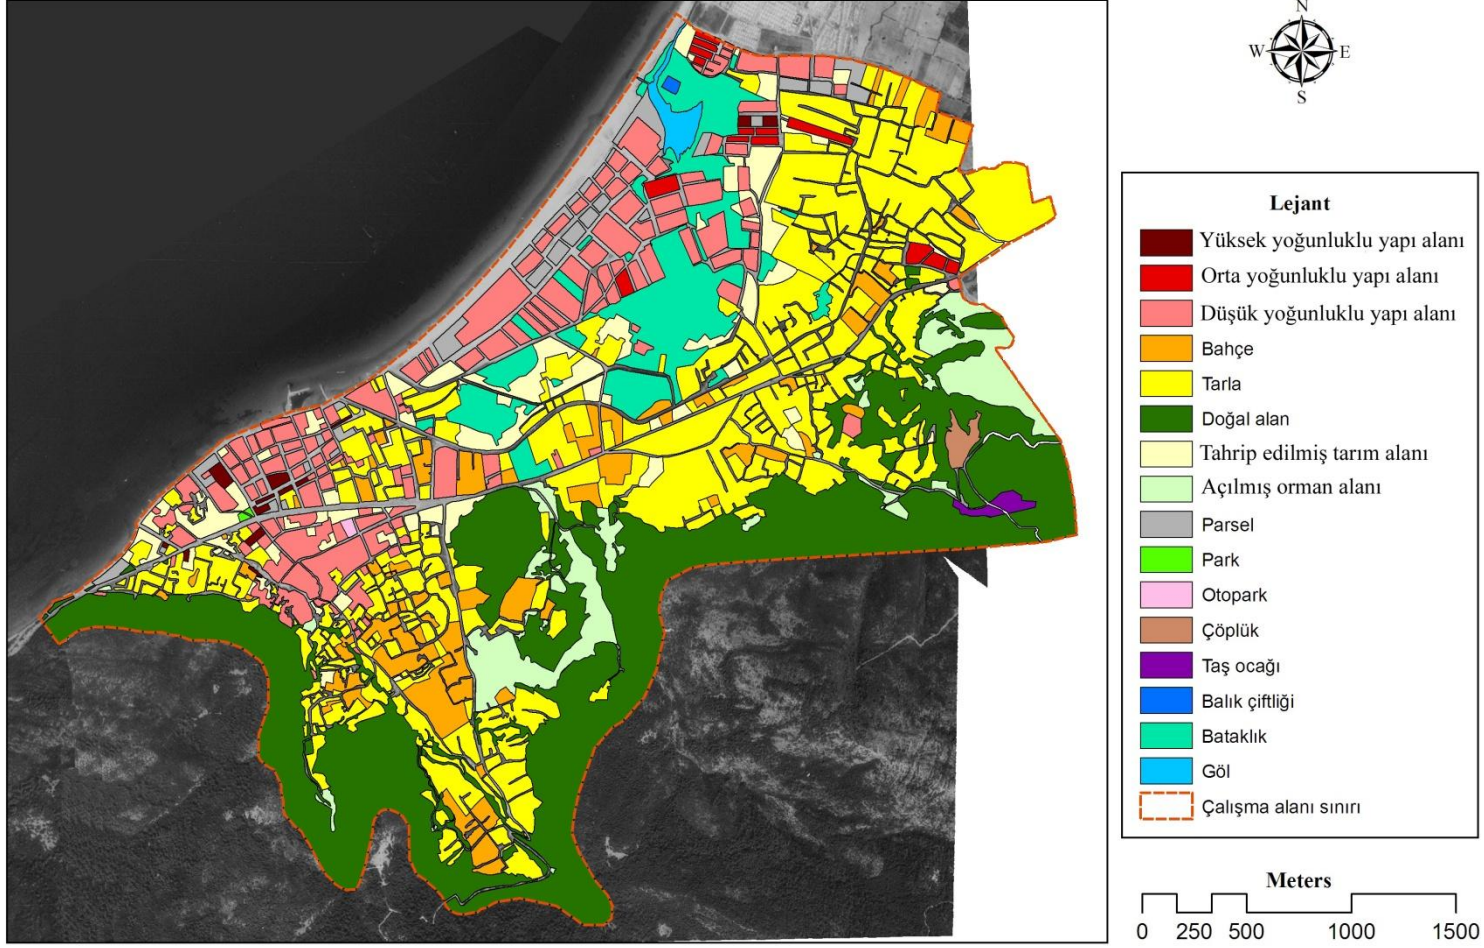 N
W E
S
Lejant
Yüksek yoğunluklu yapı alanı
Orta yoğunluklu yapı alanı
Düşük yoğunluklu yapı alanı
Bahçe
Tarla
Doğal alan
Tahrip edilmiş tarım alanı
Açılmış orman alanı
Parsel
Park
Otopark
Çöplük
Taş ocağı
Balık çiftliği
Bataklık
Göl
Çalışma alanı sınırı
Meters
0 250 500 1000 1500